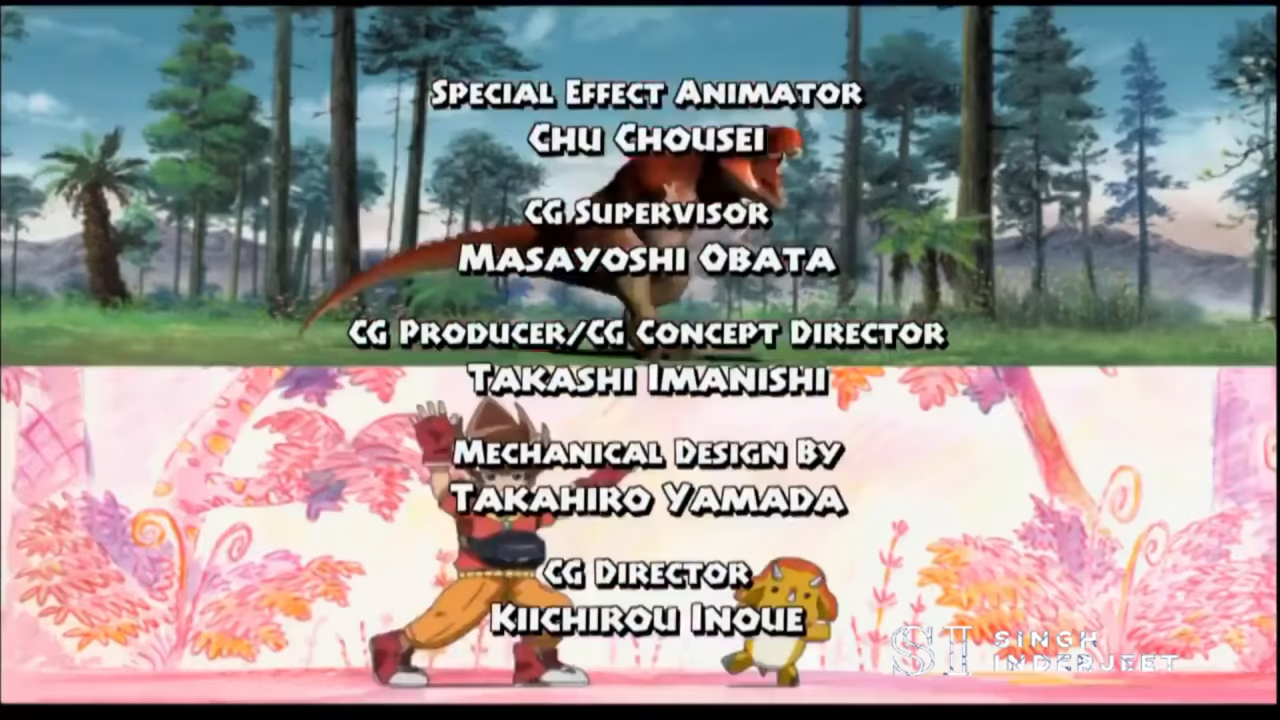 Special Effect Animator
Chu Chousei
CG Supervisor
Masayoshi Obata
CG Producer/CG Concept Director
Takashi Imanishi
Mechanical Design By
Takahiro Yamada
CG Director
Kiichirou Inoue
SI SINGH
INDERJEET